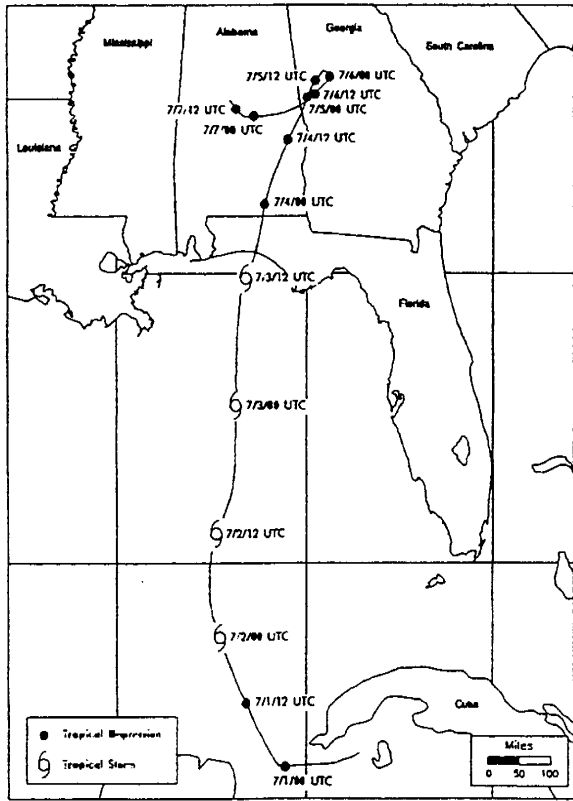 Mississippi
Alabama
Georgia
South Carolina
7/5/12 UTC
7/6/00 UTC
7/6/12 UTC
7/5/00 UTC
7/7/12 UTC
7/7/00 UTC
Louisiana
7/4/12 UTC
7/4/00 UTC
7/3/12 UTC
Florida
7/3/00 UTC
7/2/12 UTC
7/2/00 UTC
7/1/12 UTC
Cuba
Tropical Depression
Tropical Storm
7/1/00 UTC
Miles
0 50 100